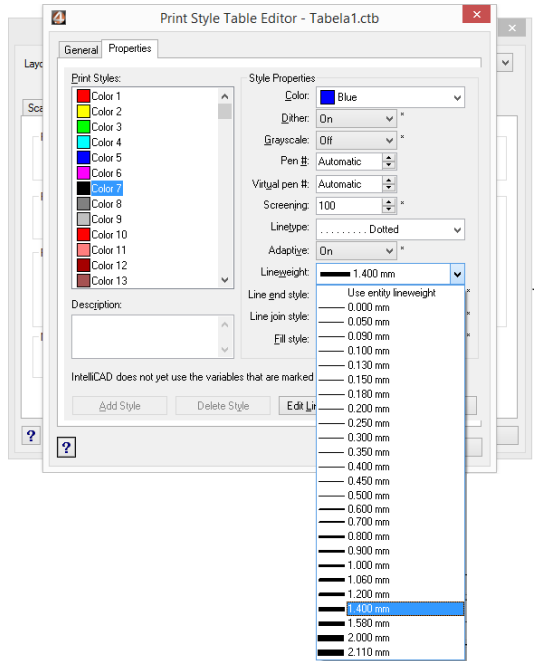 Print Style Table Editor - Tabela1.ctb
General Properties
Layo
Print Styles:
Color 1
Color 2
Color 3
Color 4
Color 5
Color 6
Color 7
Color 8
Color 9
Color 10
Color 11
Color 12
Color 13
Description:
Style Properties
Color: Blue
Dither: On *
Grayscale: Off *
Pen #: Automatic
Virtual pen #: Automatic
Screening: 100 *
Linetype: . . . . . . . . . Dotted
Adaptive: On *
Lineweight: 1.400 mm
Line end style: *
Line join style: *
Fill style: *
Use entity lineweight
0.000 mm
0.050 mm
0.090 mm
0.100 mm
0.130 mm
0.150 mm
0.180 mm
0.200 mm
0.250 mm
0.300 mm
0.350 mm
0.400 mm
0.450 mm
0.500 mm
0.600 mm
0.700 mm
0.800 mm
0.900 mm
1.000 mm
1.060 mm
1.200 mm
1.400 mm
1.580 mm
2.000 mm
2.110 mm
IntelliCAD does not yet use the variables that are marked
Add Style Delete Style Edit Li
? ?
Sca